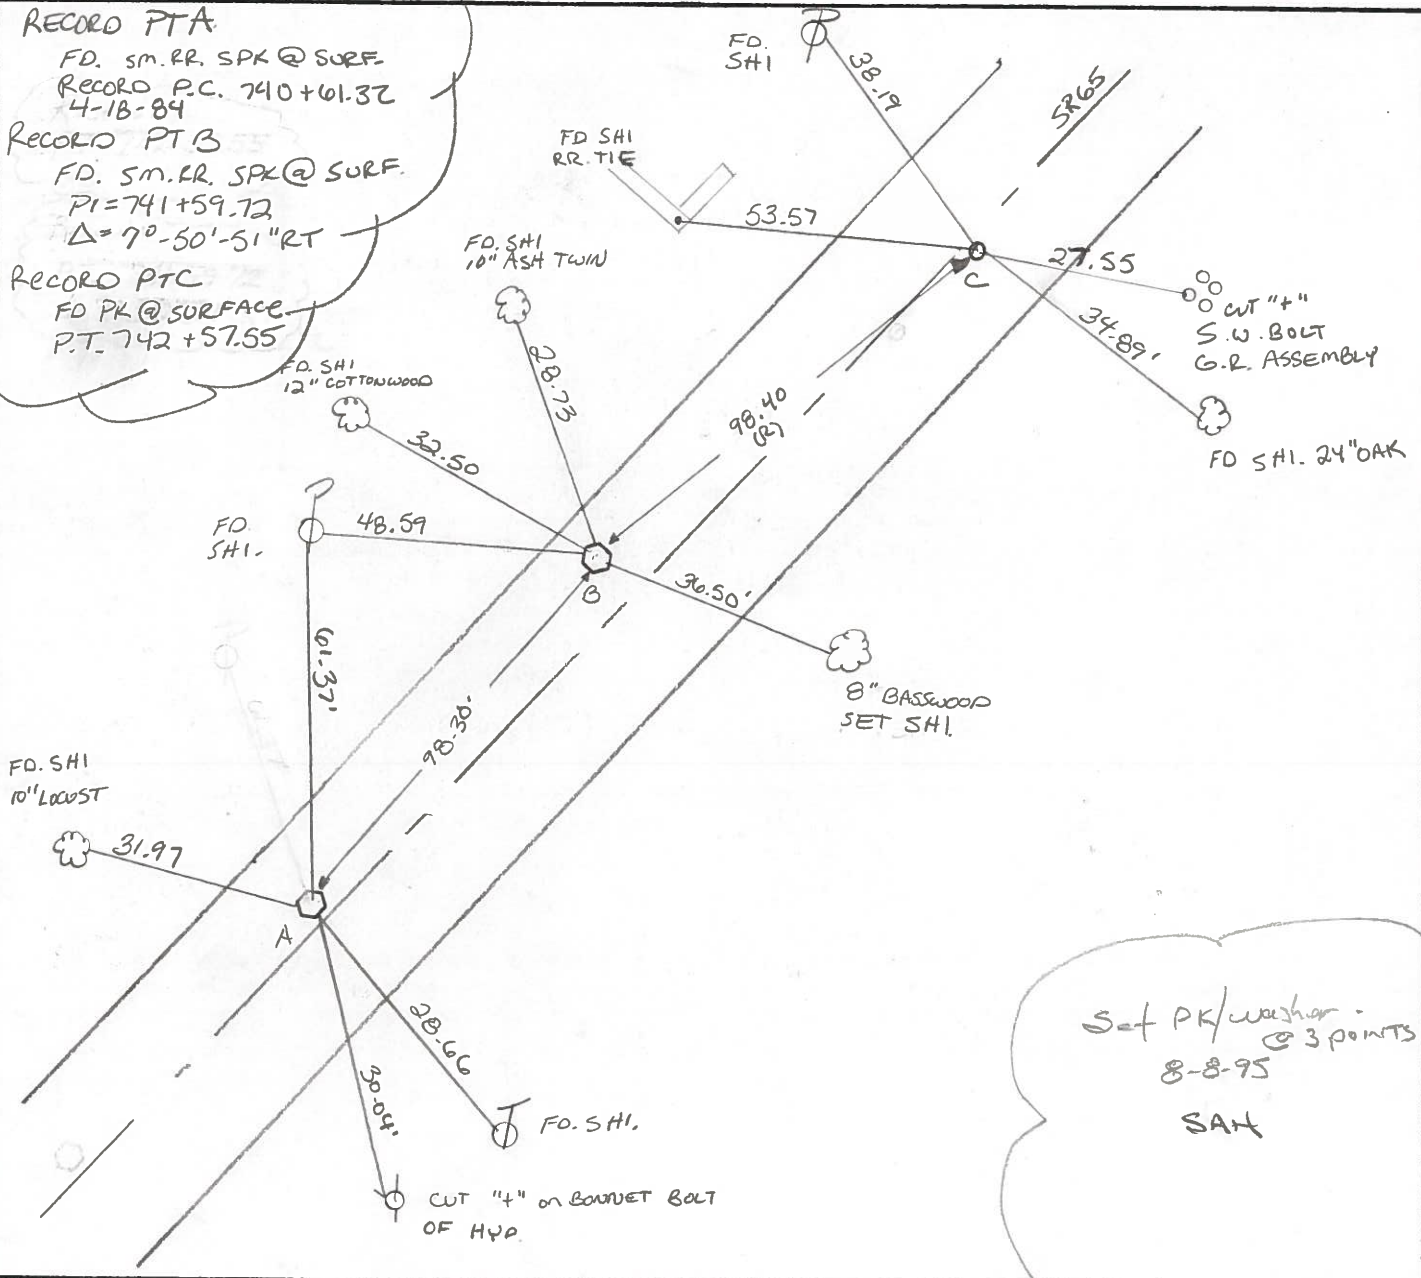 RECORD PT A
FD. SM. RR. SPK @ SURF.
RECORD P.C. 740+61.32
4-18-84
RECORD PT B
FD. SM. RR. SPK @ SURF.
PI = 741+59.72
Δ = 7°-50'-51" RT
RECORD PT C
FD PK @ SURFACE
P.T. 742+57.55
FD.
SHI
38.19
SR65
FD SHI
RR. TIE
53.57
C
27.55
CUT "+"
S.W. BOLT
G.R. ASSEMBLY
34.89'
FD SHI. 24" OAK
FD. SHI
10" ASH TWIN
28.73
FD. SHI
12" COTTONWOOD
32.50
98.40
(R)
FD.
SHI.
48.59
B
36.50'
8" BASSWOOD
SET SHI.
61.37'
98.30'
FD. SHI
10" LOCUST
31.97
A
28.66
30.04'
FD. SHI.
CUT "+" on BONNET BOLT
OF HYD.
Set PK/washer
@ 3 POINTS
8-8-95
SAH